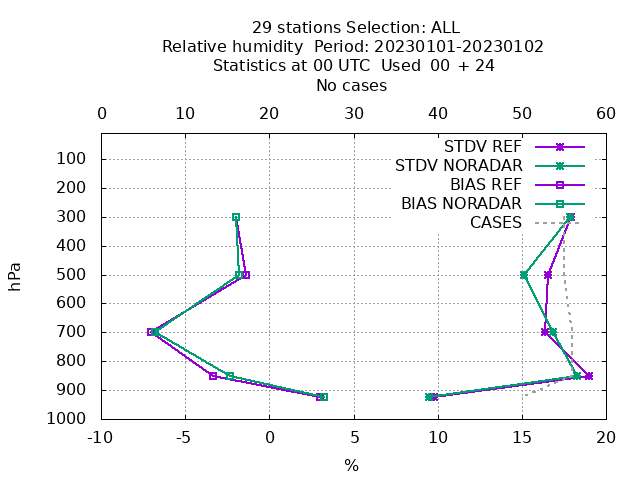 29 stations Selection: ALL
Relative humidity  Period: 20230101-20230102
Statistics at 00 UTC  Used  00 + 24
No cases
0 10 20 30 40 50 60
STDV REF
STDV NORADAR
BIAS REF
BIAS NORADAR
CASES
100
200
300
400
500
600
700
800
900
1000
hPa
-10 -5 0 5 10 15 20
%